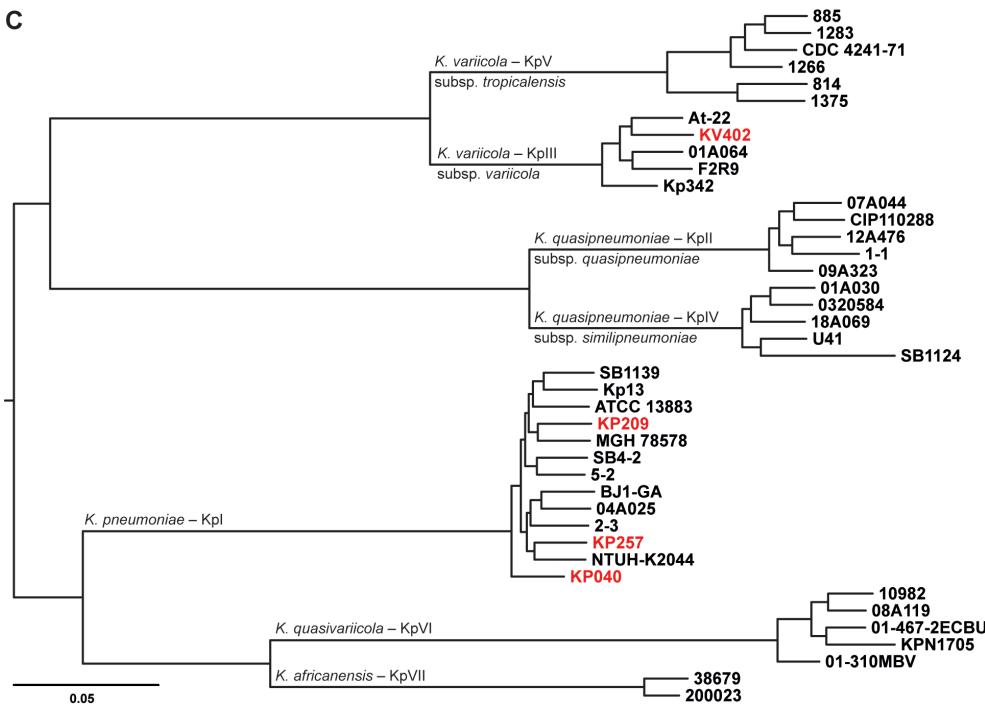 C
885
1283
CDC 4241-71
1266
814
1375
K. variicola – KpV
subsp. tropicalensis
At-22
KV402
01A064
F2R9
Kp342
K. variicola – KpIII
subsp. variicola
07A044
CIP110288
12A476
1-1
09A323
K. quasipneumoniae – KpII
subsp. quasipneumoniae
01A030
0320584
18A069
U41
SB1124
K. quasipneumoniae – KpIV
subsp. similipneumoniae
SB1139
Kp13
ATCC 13883
KP209
MGH 78578
SB4-2
5-2
BJ1-GA
04A025
2-3
KP257
NTUH-K2044
KP040
K. pneumoniae – KpI
10982
08A119
01-467-2ECBU
KPN1705
01-310MBV
K. quasivariicola – KpVI
K. africanensis – KpVII
38679
200023
0.05